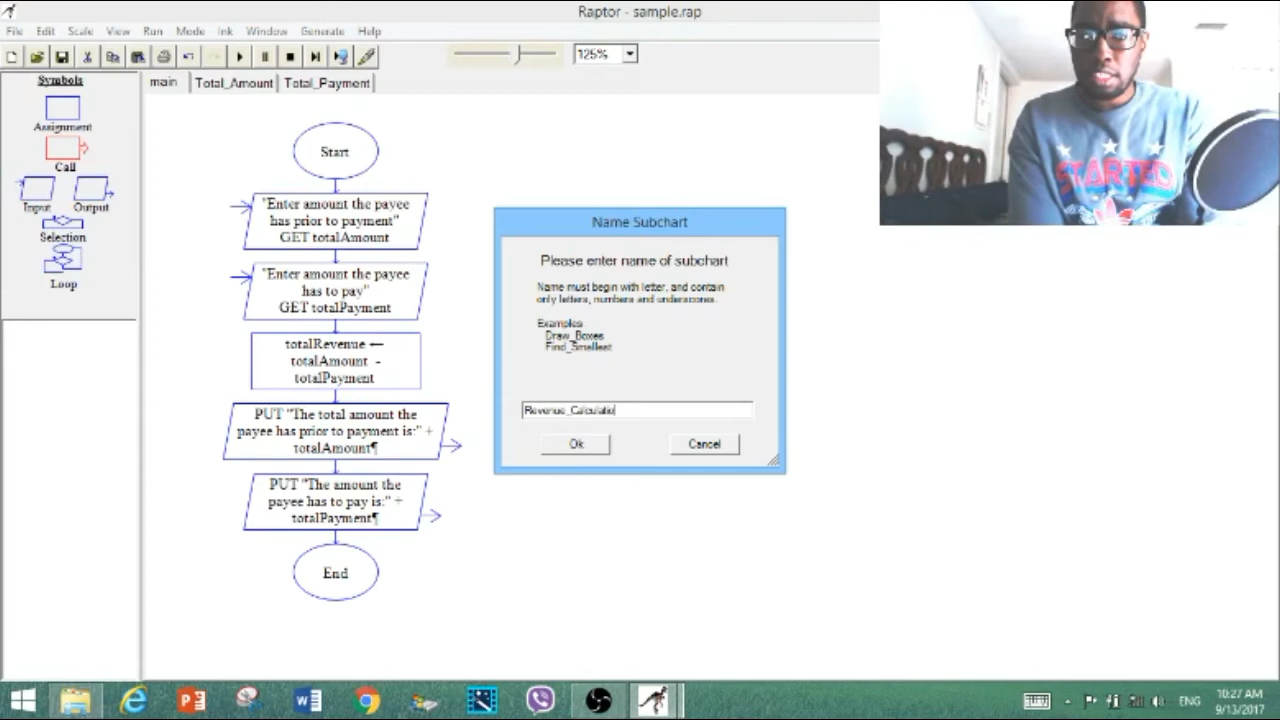 Raptor - sample.rap
File Edit Scale View Run Mode Ink Window Generate Help
125%
Symbols
main Total_Amount Total_Payment
Assignment
Call
Input Output
Selection
Loop
Start
"Enter amount the payee
has prior to payment"
GET totalAmount
"Enter amount the payee
has to pay"
GET totalPayment
totalRevenue ←
totalAmount -
totalPayment
PUT "The total amount the
payee has prior to payment is:" +
totalAmount¶
PUT "The amount the
payee has to pay is:" +
totalPayment¶
End
Name Subchart
Please enter name of subchart
Name must begin with letter, and contain
only letters, numbers and underscores.
Examples:
Draw_Boxes
Find_Smallest
Revenue_Calculatio
Ok Cancel
STARTED
ENG
10:27 AM
9/13/2017